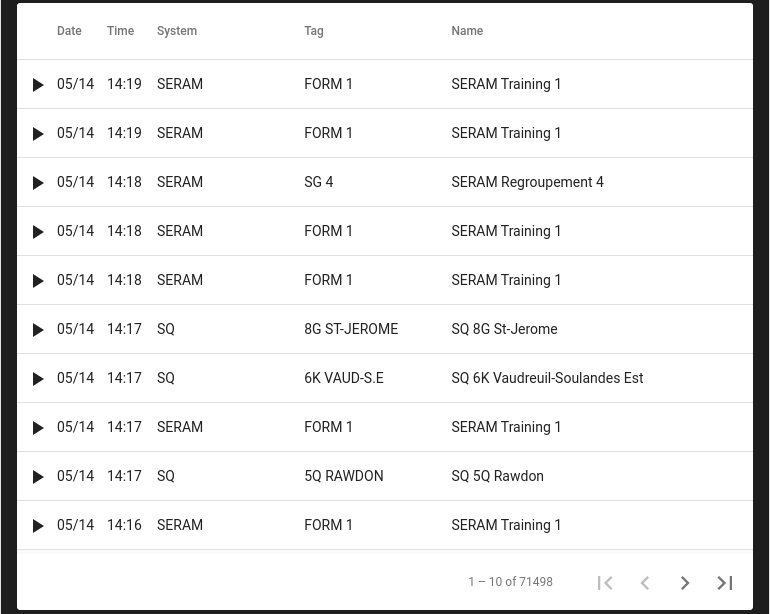 Date Time System Tag Name
05/14 14:19 SERAM FORM 1 SERAM Training 1
05/14 14:19 SERAM FORM 1 SERAM Training 1
05/14 14:18 SERAM SG 4 SERAM Regroupement 4
05/14 14:18 SERAM FORM 1 SERAM Training 1
05/14 14:18 SERAM FORM 1 SERAM Training 1
05/14 14:17 SQ 8G ST-JEROME SQ 8G St-Jerome
05/14 14:17 SQ 6K VAUD-S.E SQ 6K Vaudreuil-Soulandes Est
05/14 14:17 SERAM FORM 1 SERAM Training 1
05/14 14:17 SQ 5Q RAWDON SQ 5Q Rawdon
05/14 14:16 SERAM FORM 1 SERAM Training 1
1 – 10 of 71498